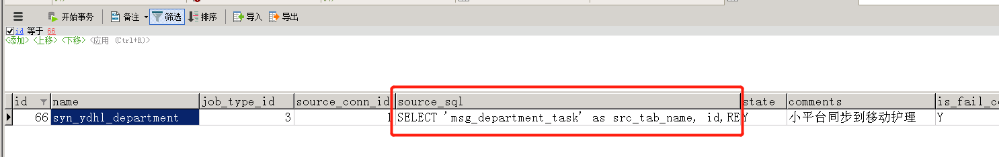 开始事务 备注 筛选 排序 导入 导出
id 等于 66
<添加> <上移> <下移> <应用 (Ctrl+R)>
id name job_type_id source_conn_id source_sql state comments is_fail_co
66 syn_ydhl_department 3 1 SELECT 'msg_department_task' as src_tab_name, id,RE Y 小平台同步到移动护理 Y